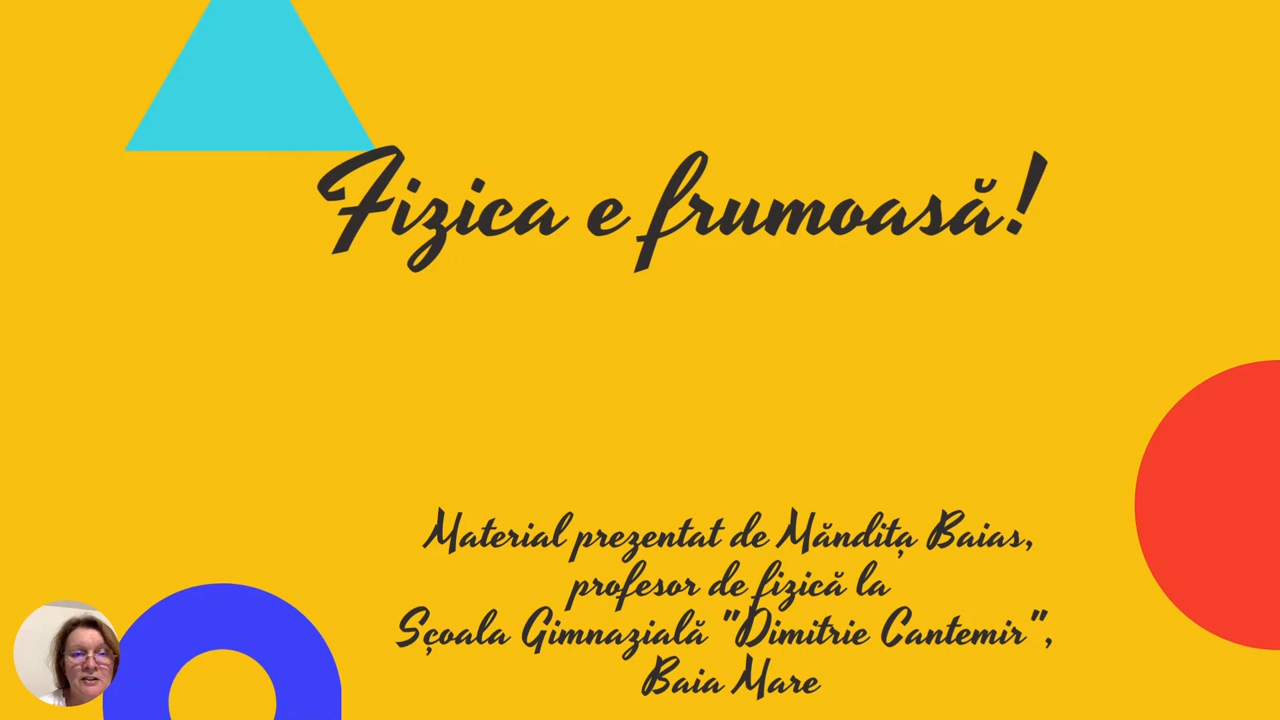 Fizica e frumoasă!
Material prezentat de Măndița Baias,
profesor de fizică la
Școala Gimnazială "Dimitrie Cantemir",
Baia Mare